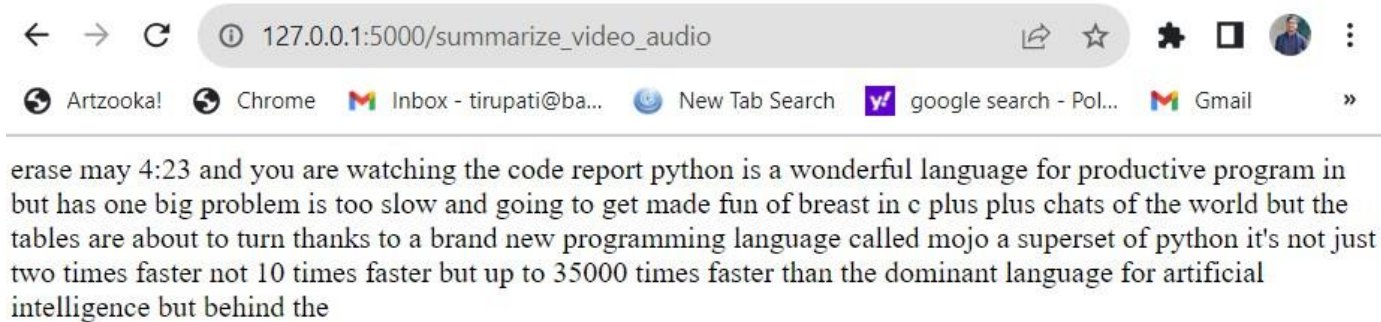 127.0.0.1:5000/summarize_video_audio
Artzooka! Chrome Inbox - tirupati@ba... New Tab Search y! google search - Pol... Gmail »
erase may 4:23 and you are watching the code report python is a wonderful language for productive program in
but has one big problem is too slow and going to get made fun of breast in c plus plus chats of the world but the
tables are about to turn thanks to a brand new programming language called mojo a superset of python it's not just
two times faster not 10 times faster but up to 35000 times faster than the dominant language for artificial
intelligence but behind the